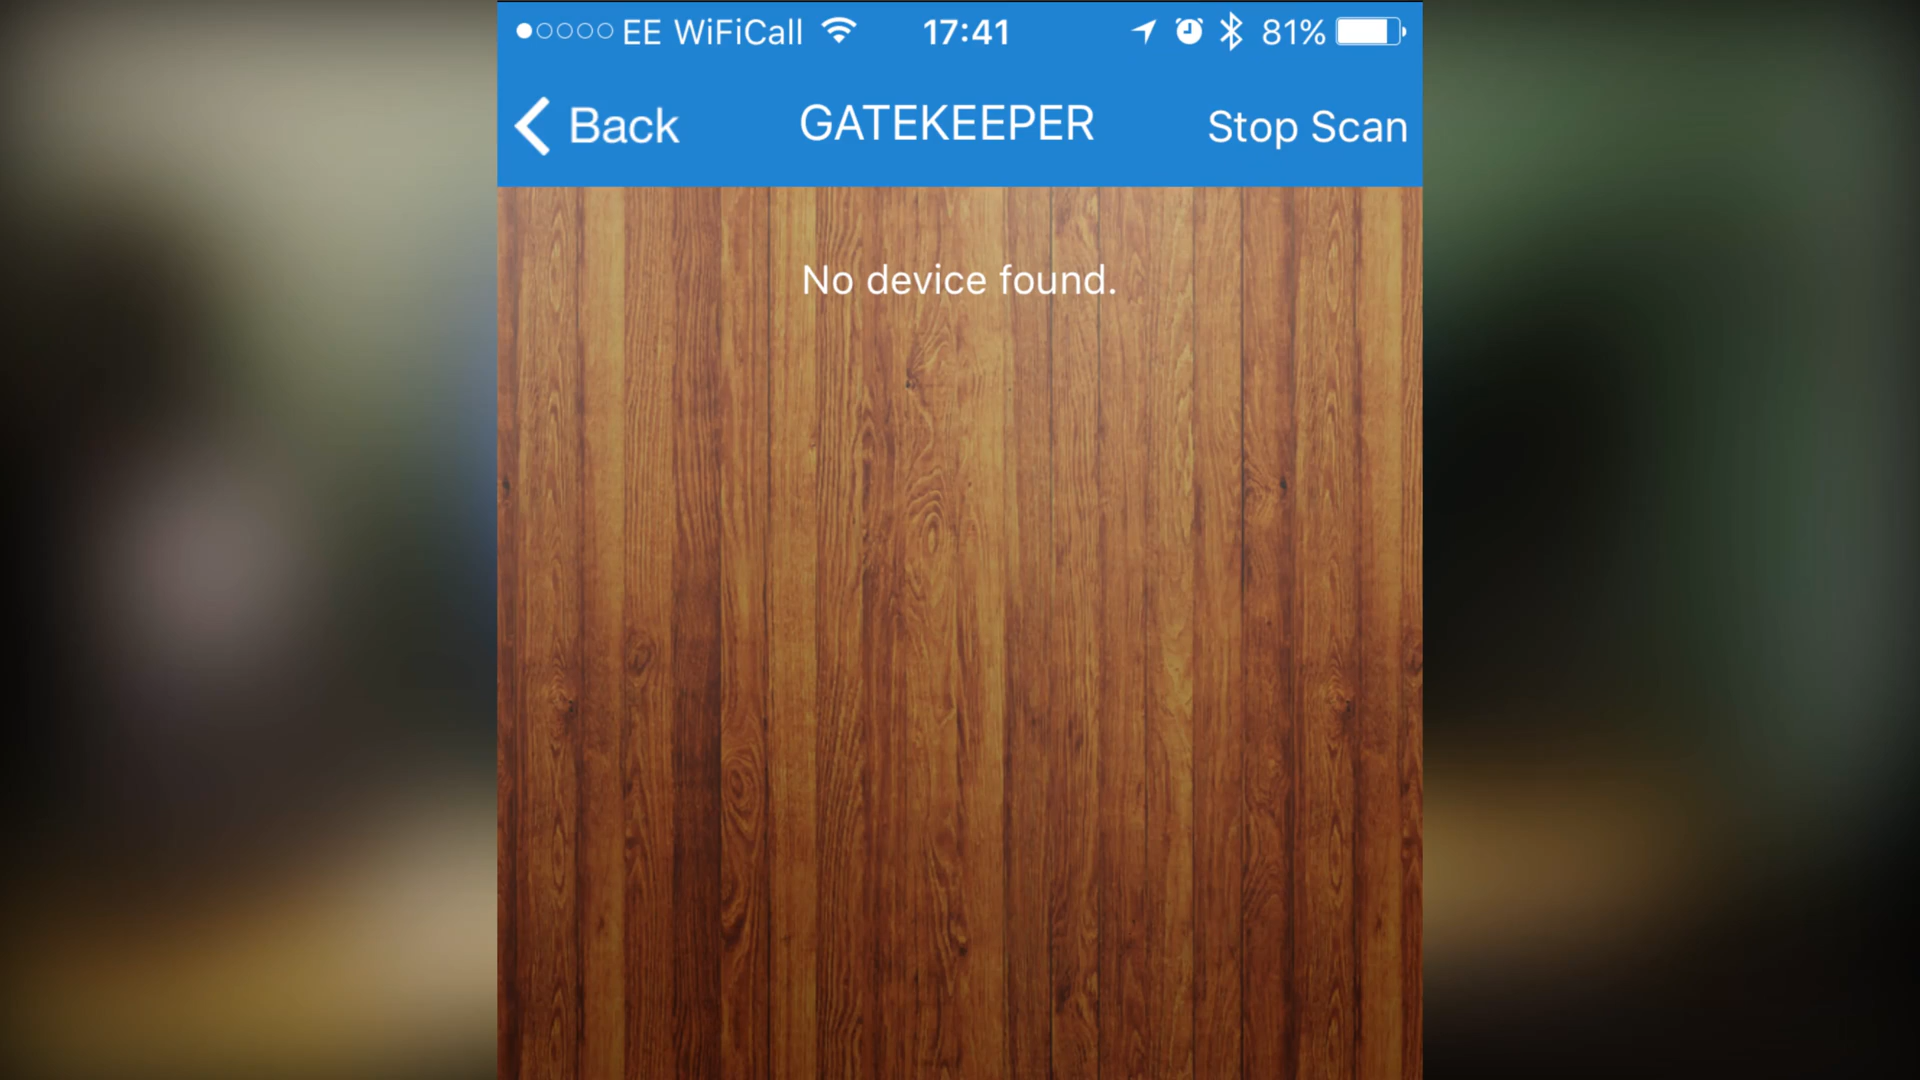 EE WiFiCall 17:41 81%
Back GATEKEEPER Stop Scan
No device found.